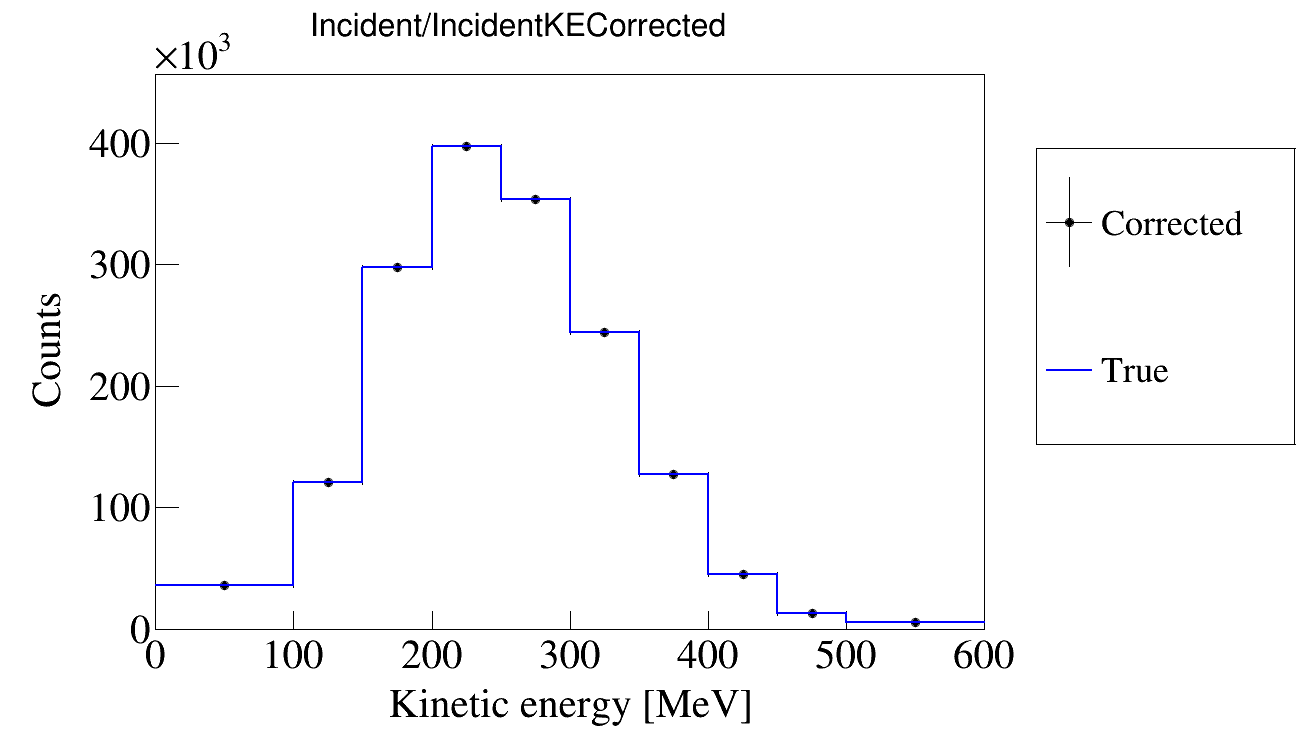 Incident/IncidentKECorrected
×10³
400
300
200
100
0
Counts
0 100 200 300 400 500 600
Kinetic energy [MeV]
Corrected
True